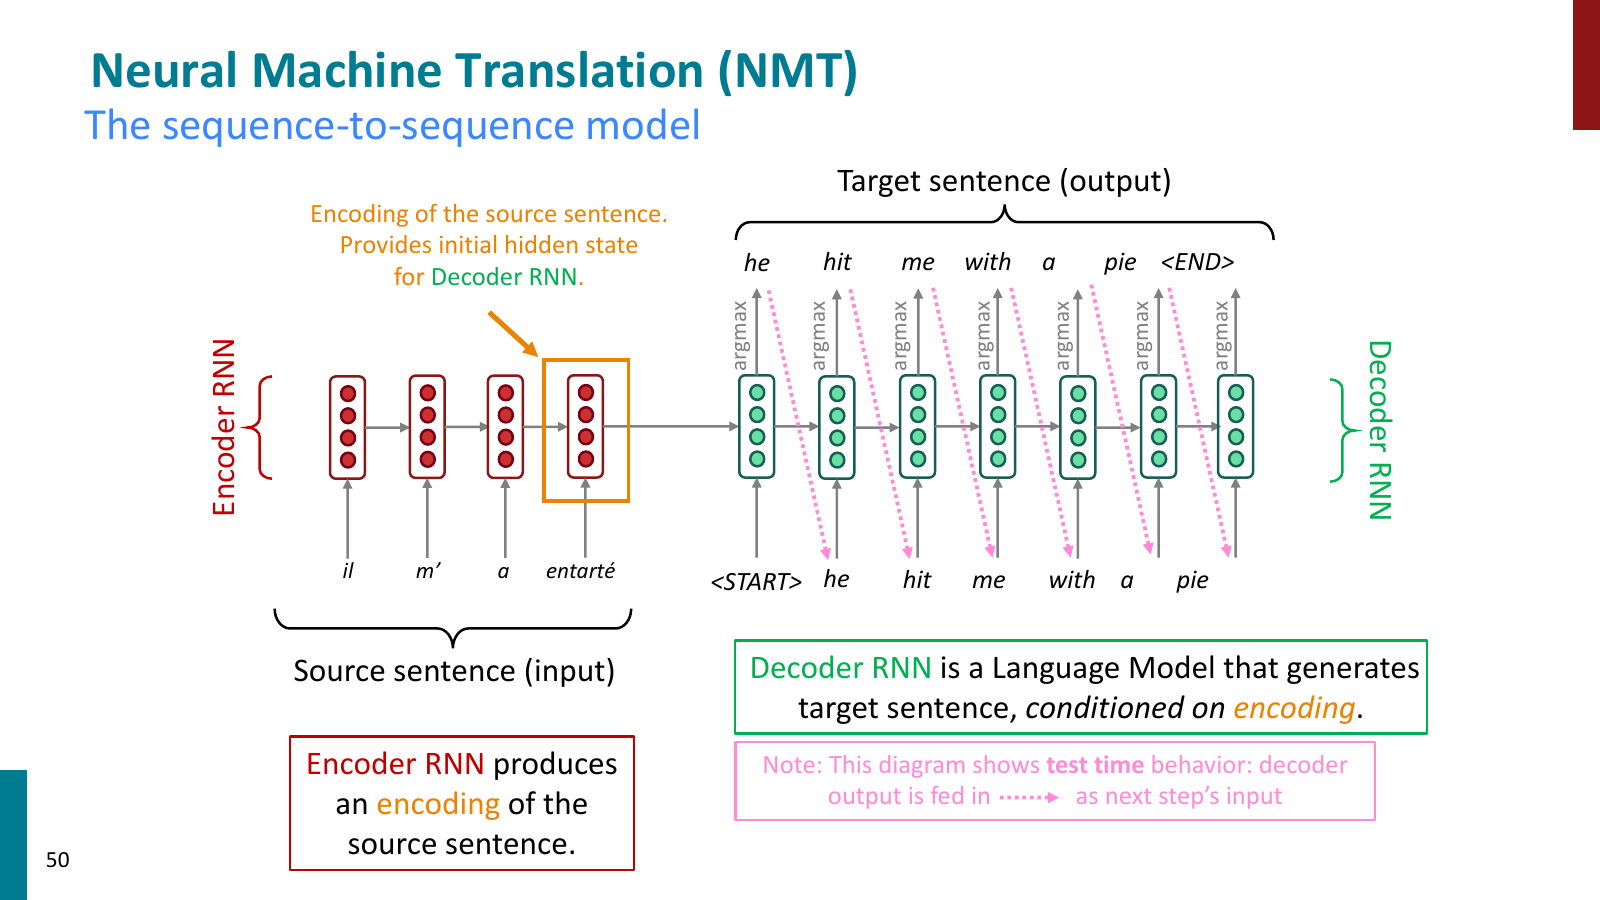 Neural Machine Translation (NMT)
The sequence-to-sequence model
Target sentence (output)
Encoding of the source sentence.
Provides initial hidden state
for Decoder RNN.
he hit me with a pie <END>
argmax argmax argmax argmax argmax argmax argmax
Encoder RNN
Decoder RNN
il m’ a entarté
<START> he hit me with a pie
Source sentence (input)
Decoder RNN is a Language Model that generates
target sentence, conditioned on encoding.
Encoder RNN produces
an encoding of the
source sentence.
Note: This diagram shows test time behavior: decoder
output is fed in as next step’s input
50